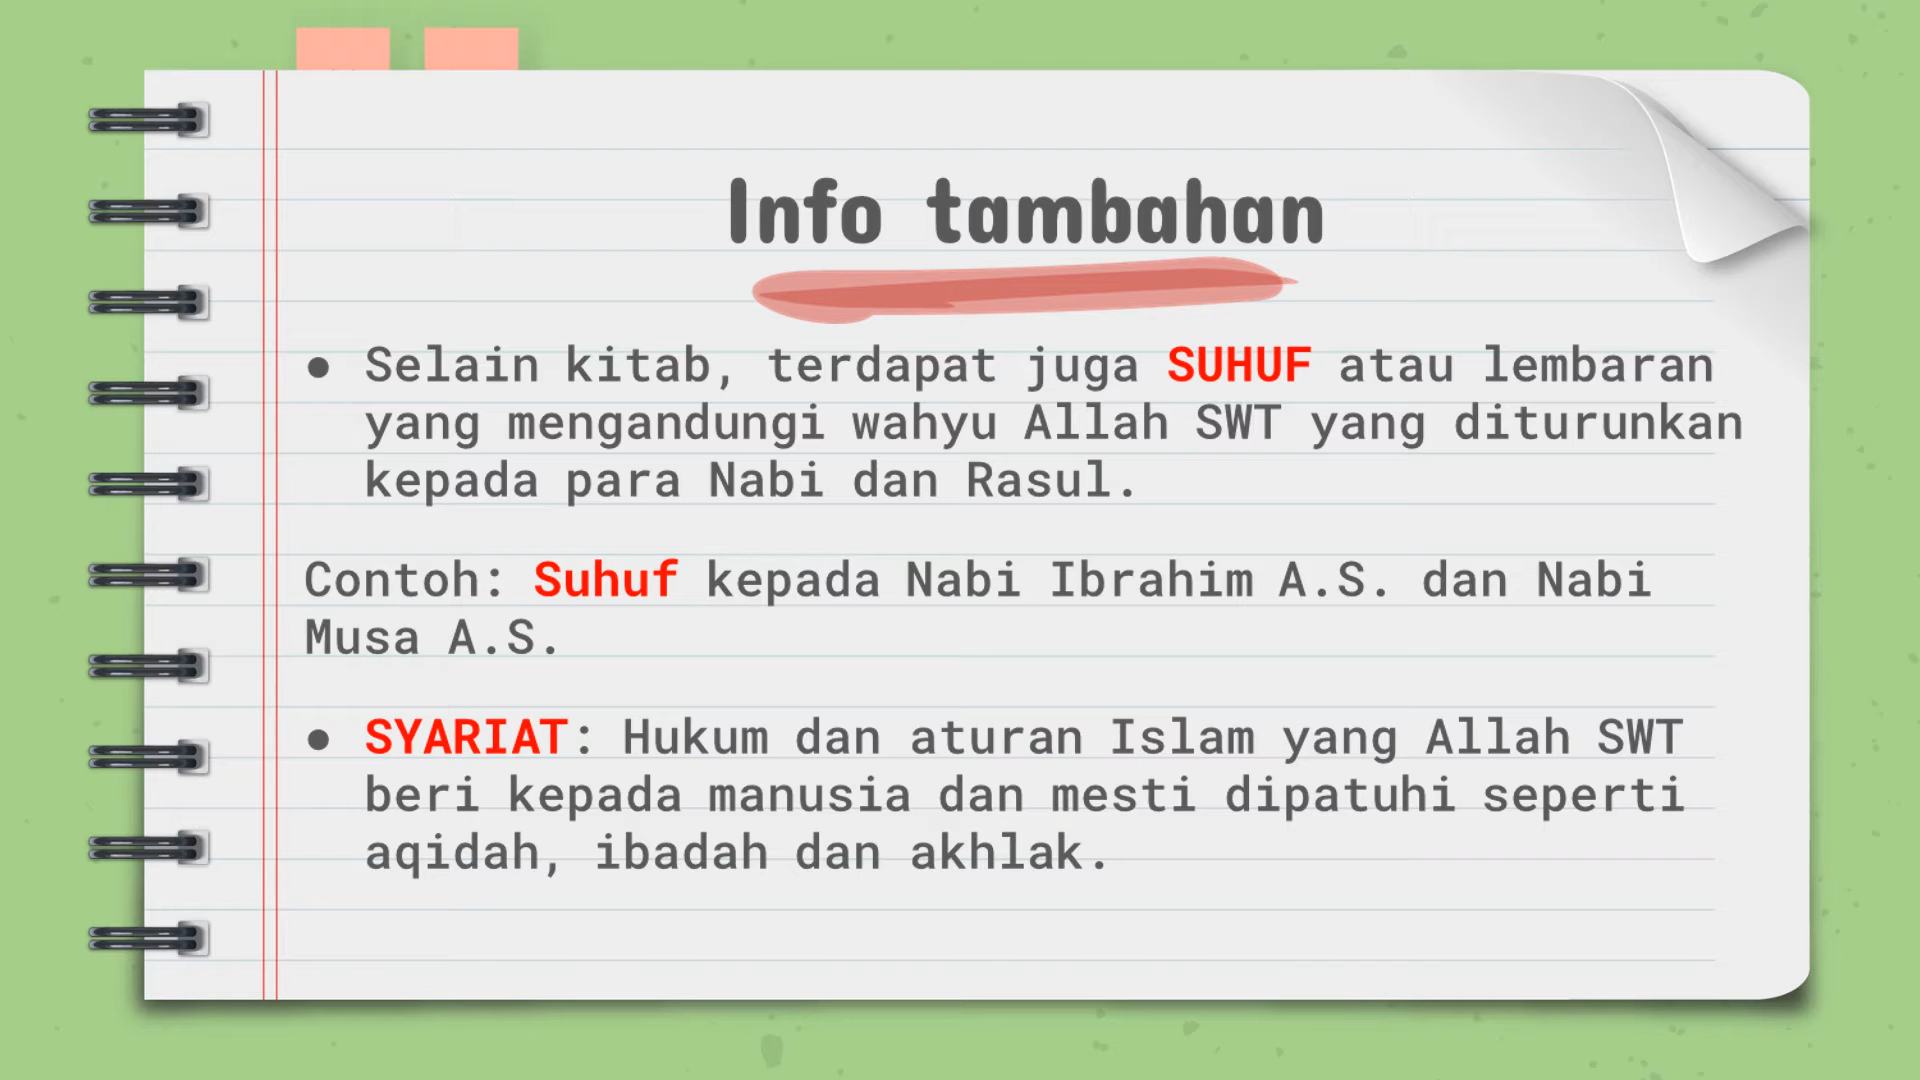 Info tambahan
● Selain kitab, terdapat juga SUHUF atau lembaran
yang mengandungi wahyu Allah SWT yang diturunkan
kepada para Nabi dan Rasul.
Contoh: Suhuf kepada Nabi Ibrahim A.S. dan Nabi
Musa A.S.
● SYARIAT: Hukum dan aturan Islam yang Allah SWT
beri kepada manusia dan mesti dipatuhi seperti
aqidah, ibadah dan akhlak.